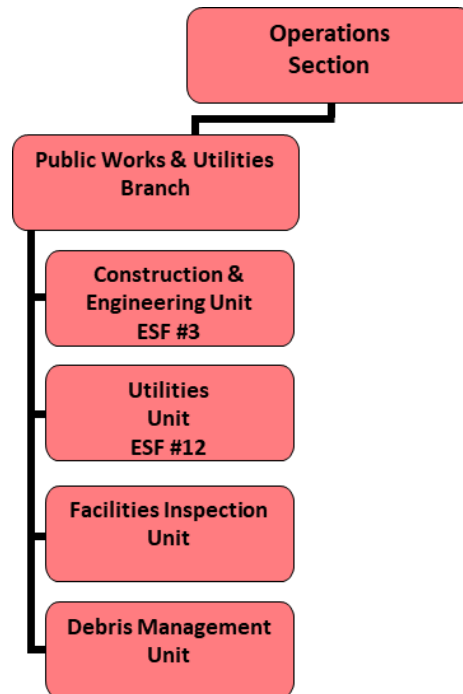 Operations
Section
Public Works & Utilities
Branch
Construction &
Engineering Unit
ESF #3
Utilities
Unit
ESF #12
Facilities Inspection
Unit
Debris Management
Unit